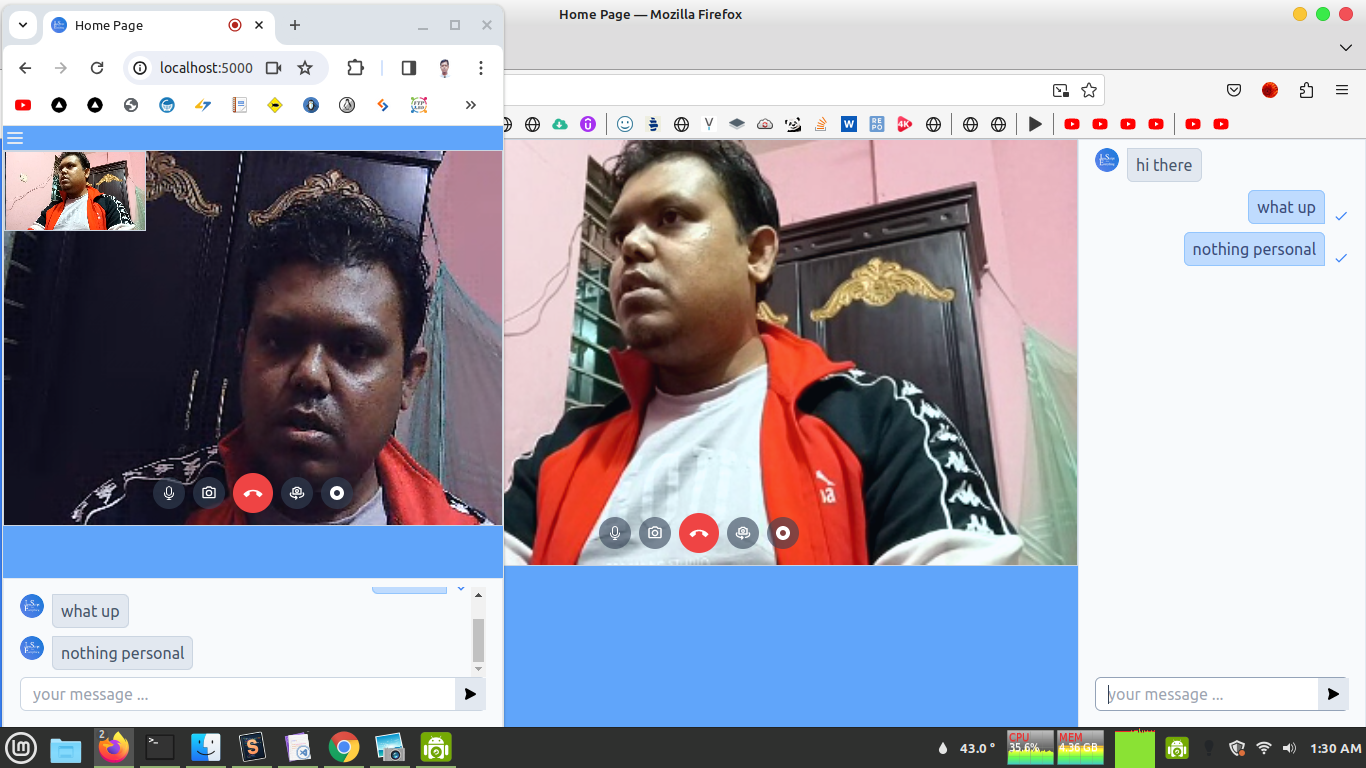 Home Page
Home Page — Mozilla Firefox
localhost:5000
hi there
what up
nothing personal
what up
nothing personal
your message ...
your message ...
2
CPU
35.6%
MEM
4.36 GB
43.0 °
1:30 AM